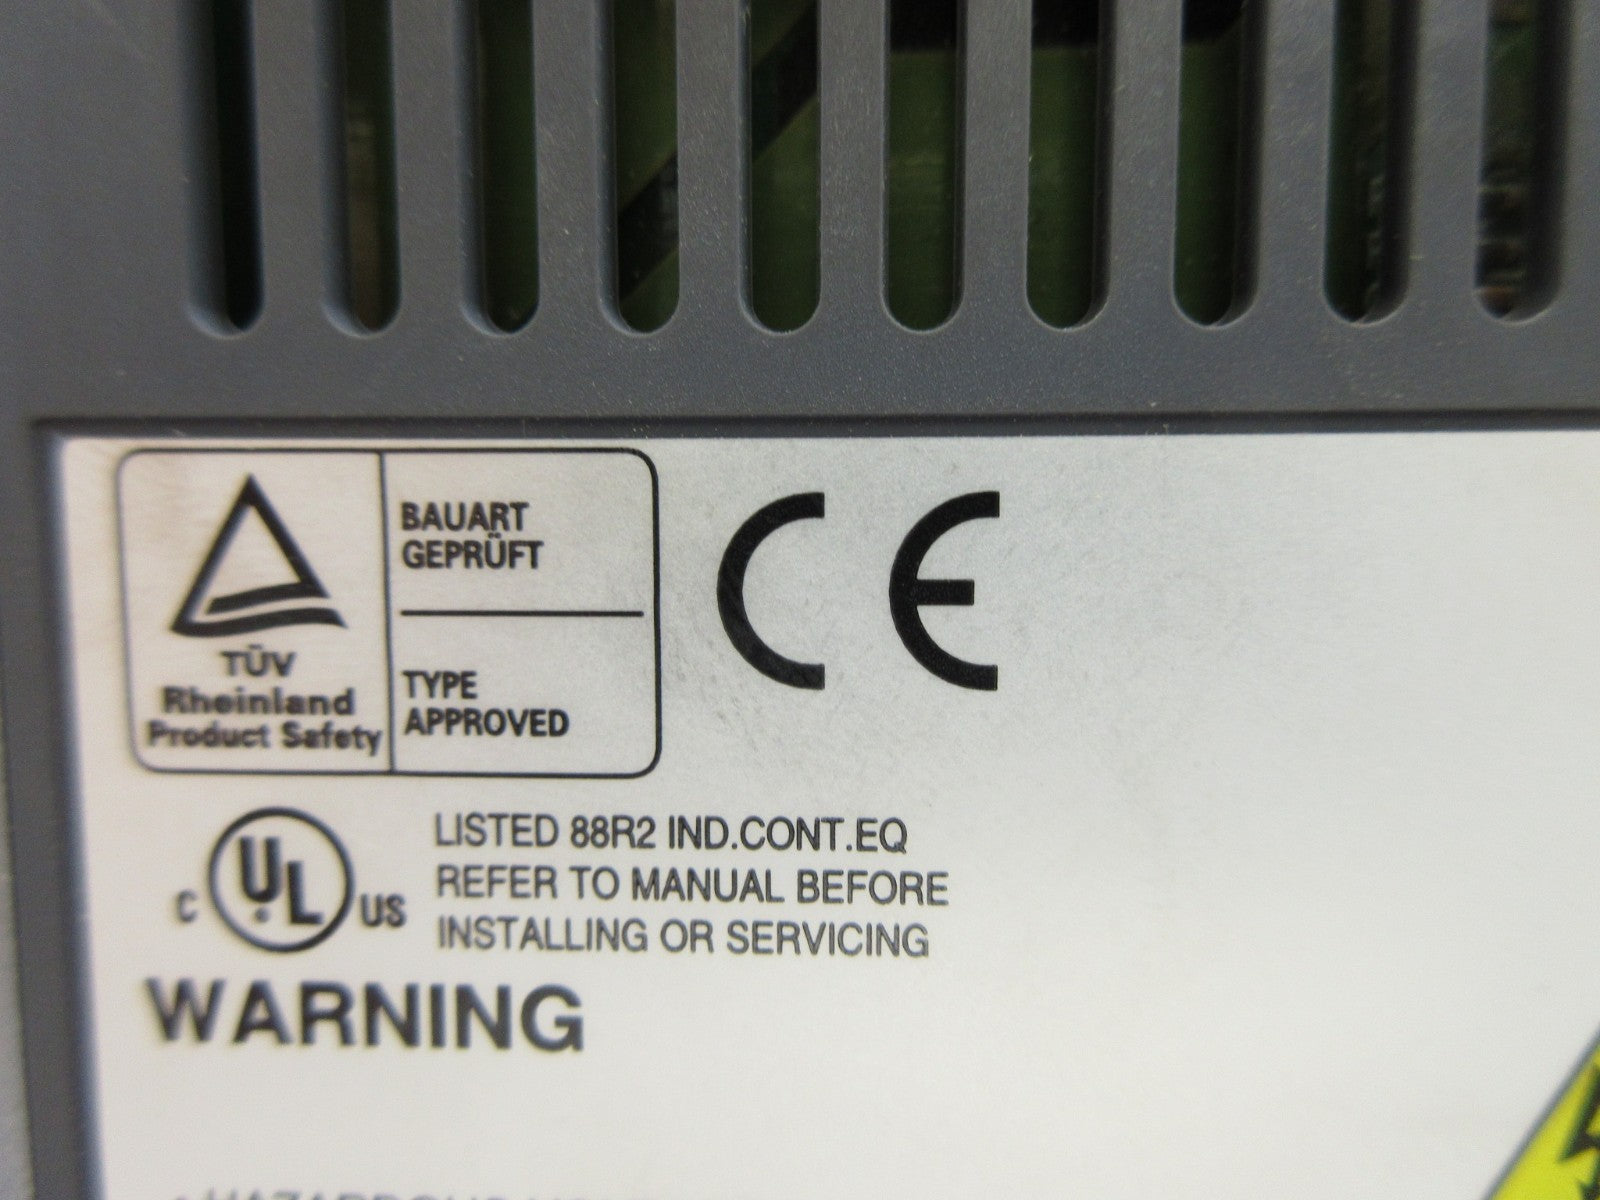 BAUART
GEPRÜFT
TÜV
Rheinland
Product Safety
TYPE
APPROVED
CE
C UL US
LISTED 88R2 IND.CONT.EQ
REFER TO MANUAL BEFORE
INSTALLING OR SERVICING
WARNING